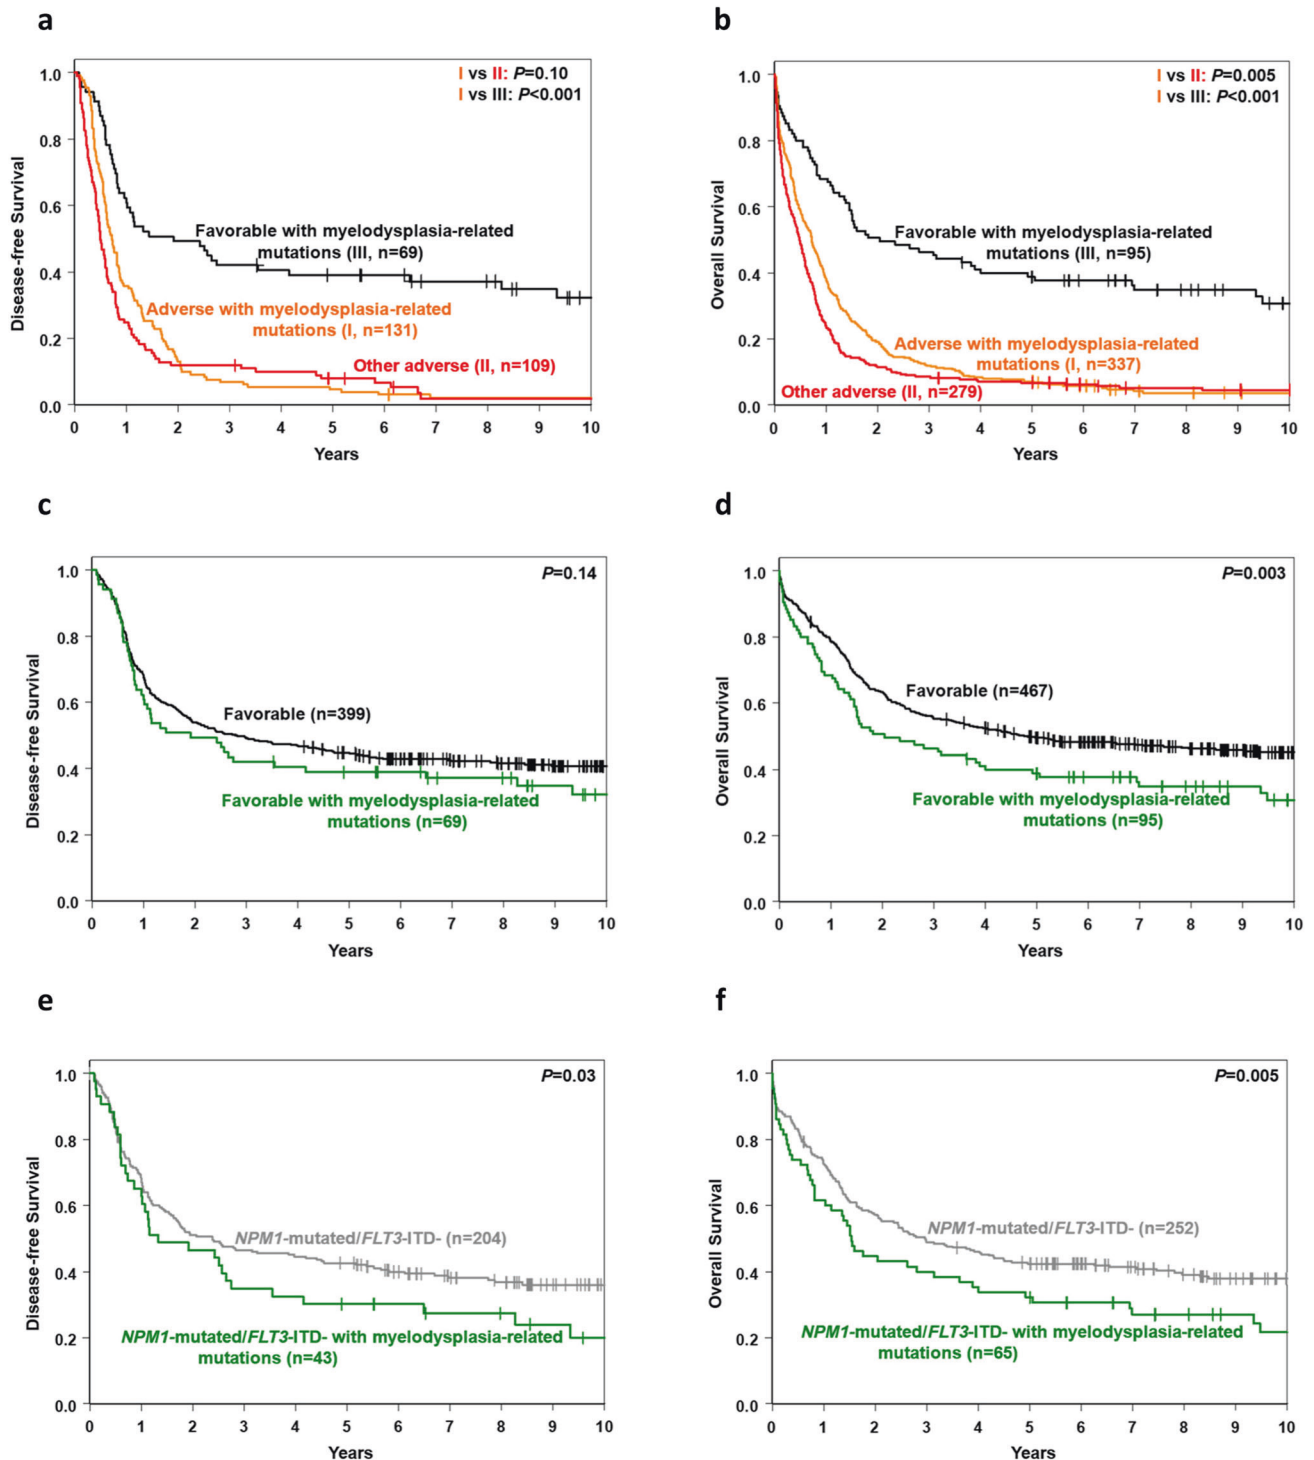 a
I vs II: P=0.10
I vs III: P<0.001
Disease-free Survival
1.0
0.8
0.6
0.4
0.2
0.0
Favorable with myelodysplasia-related
mutations (III, n=69)
Adverse with myelodysplasia-related
mutations (I, n=131)
Other adverse (II, n=109)
0 1 2 3 4 5 6 7 8 9 10
Years
b
I vs II: P=0.005
I vs III: P<0.001
Overall Survival
1.0
0.8
0.6
0.4
0.2
0.0
Favorable with myelodysplasia-related
mutations (III, n=95)
Adverse with myelodysplasia-related
mutations (I, n=337)
Other adverse (II, n=279)
0 1 2 3 4 5 6 7 8 9 10
Years
c
P=0.14
Disease-free Survival
1.0
0.8
0.6
0.4
0.2
0.0
Favorable (n=399)
Favorable with myelodysplasia-related
mutations (n=69)
0 1 2 3 4 5 6 7 8 9 10
Years
d
P=0.003
Overall Survival
1.0
0.8
0.6
0.4
0.2
0.0
Favorable (n=467)
Favorable with myelodysplasia-related
mutations (n=95)
0 1 2 3 4 5 6 7 8 9 10
Years
e
P=0.03
Disease-free Survival
1.0
0.8
0.6
0.4
0.2
0.0
NPM1-mutated/FLT3-ITD- (n=204)
NPM1-mutated/FLT3-ITD- with myelodysplasia-related
mutations (n=43)
0 1 2 3 4 5 6 7 8 9 10
Years
f
P=0.005
Overall Survival
1.0
0.8
0.6
0.4
0.2
0.0
NPM1-mutated/FLT3-ITD- (n=252)
NPM1-mutated/FLT3-ITD- with myelodysplasia-related
mutations (n=65)
0 1 2 3 4 5 6 7 8 9 10
Years